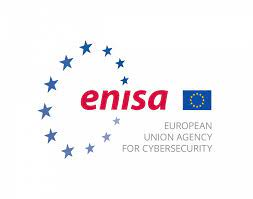 enisa
EUROPEAN
UNION AGENCY
FOR CYBERSECURITY